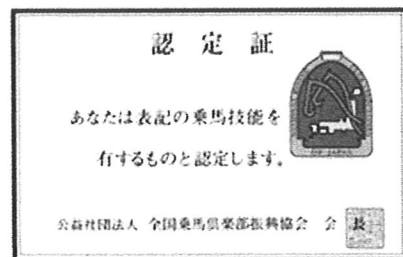 認定証
あなたは表記の乗馬技能を
有するものと認定します。
公益社団法人 全国乗馬倶楽部振興協会 会長